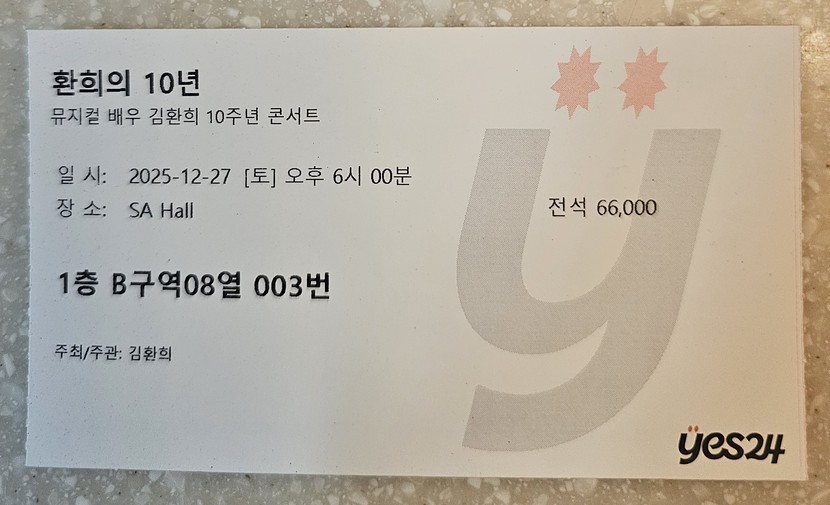 환희의 10년
뮤지컬 배우 김환희 10주년 콘서트
일 시: 2025-12-27 [토] 오후 6시 00분
장 소: SA Hall
전석 66,000
1층 B구역08열 003번
주최/주관: 김환희
yes24